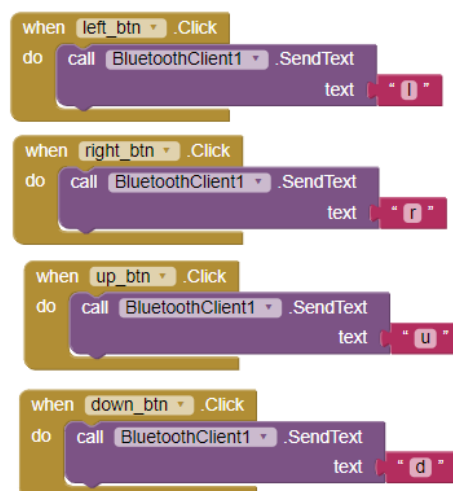 when left_btn .Click
do call BluetoothClient1 .SendText
text "l"
when right_btn .Click
do call BluetoothClient1 .SendText
text "r"
when up_btn .Click
do call BluetoothClient1 .SendText
text "u"
when down_btn .Click
do call BluetoothClient1 .SendText
text "d"